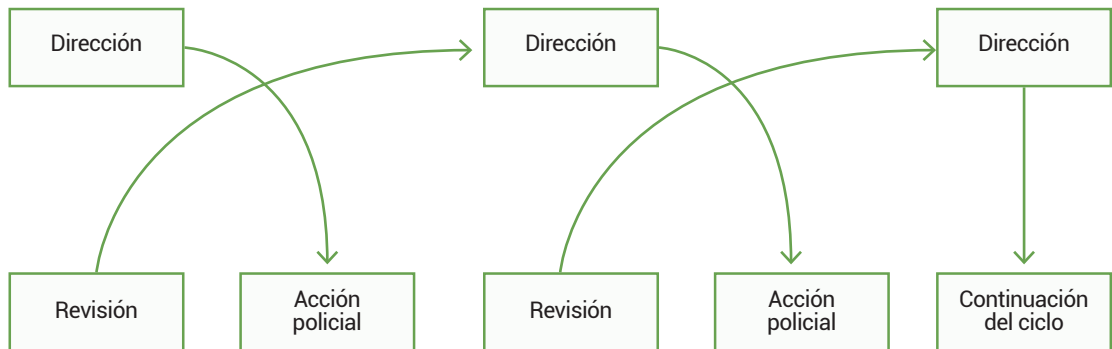 Dirección
Dirección
Dirección
Revisión
Acción
policial
Revisión
Acción
policial
Continuación
del ciclo